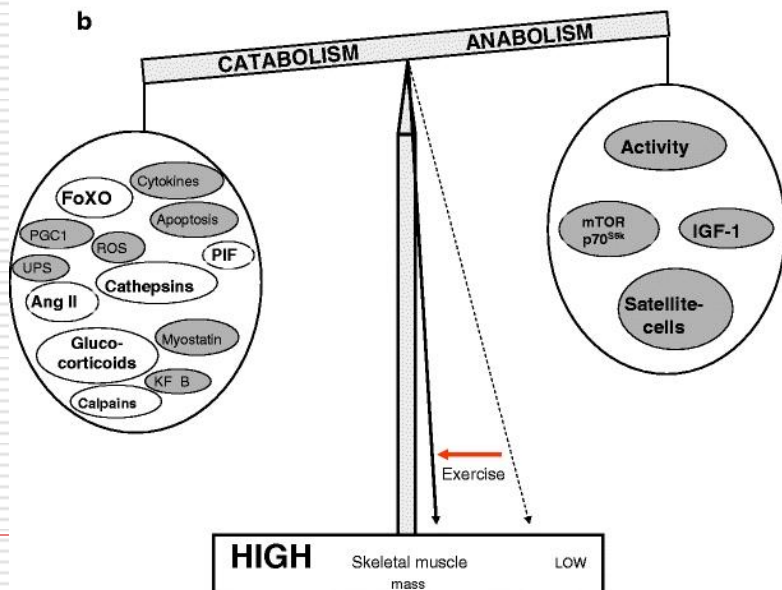 b
CATABOLISM
ANABOLISM
FoXO
Cytokines
Apoptosis
PGC1
ROS
PIF
UPS
Cathepsins
Ang II
Gluco-
corticoids
Myostatin
KF B
Calpains
Activity
mTOR
p70S6k
IGF-1
Satellite-
cells
Exercise
HIGH
Skeletal muscle
mass
LOW